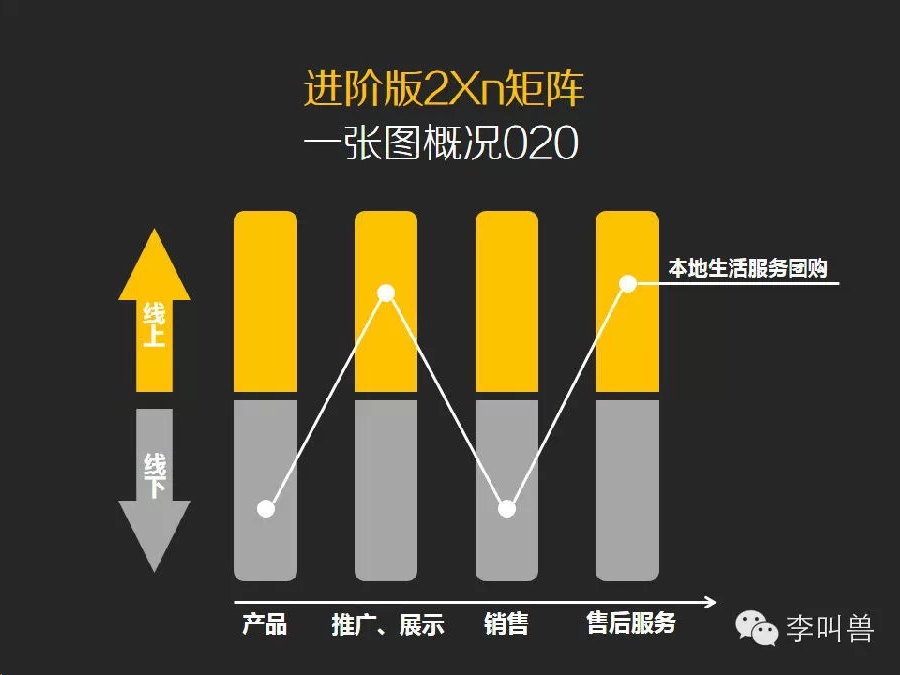 进阶版2Xn矩阵
一张图概况O2O
本地生活服务团购
线上
线下
产品
推广、展示
销售
售后服务
李叫兽